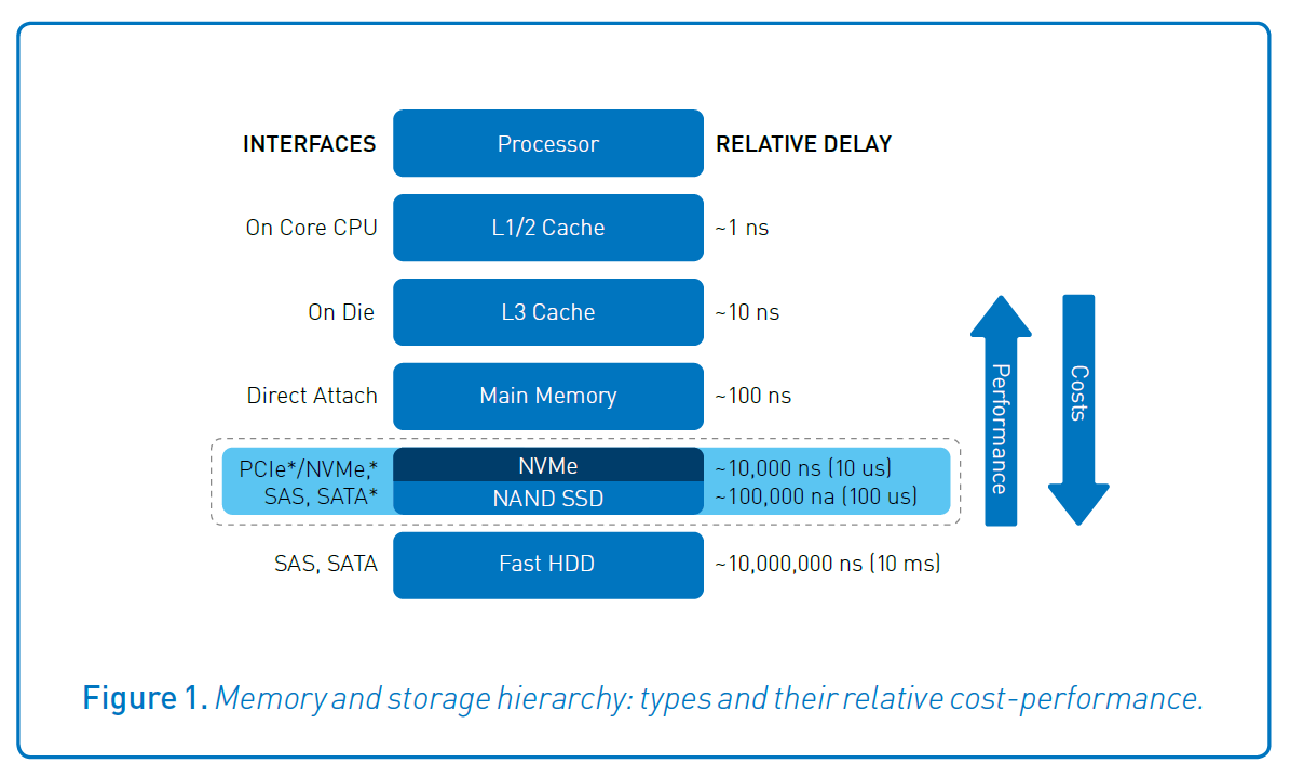 INTERFACES Processor RELATIVE DELAY
On Core CPU L1/2 Cache ~1 ns
On Die L3 Cache ~10 ns
Direct Attach Main Memory ~100 ns
PCIe*/NVMe,* NVMe ~10,000 ns (10 us)
SAS, SATA* NAND SSD ~100,000 na (100 us)
SAS, SATA Fast HDD ~10,000,000 ns (10 ms)
Performance
Costs
Figure 1. Memory and storage hierarchy: types and their relative cost-performance.